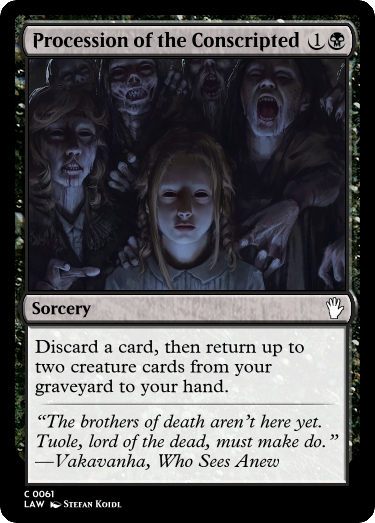 Procession of the Conscripted 1
Sorcery
Discard a card, then return up to
two creature cards from your
graveyard to your hand.
“The brothers of death aren’t here yet.
Tuole, lord of the dead, must make do.”
—Vakavanha, Who Sees Anew
C 0061
LAW Stefan Koidl